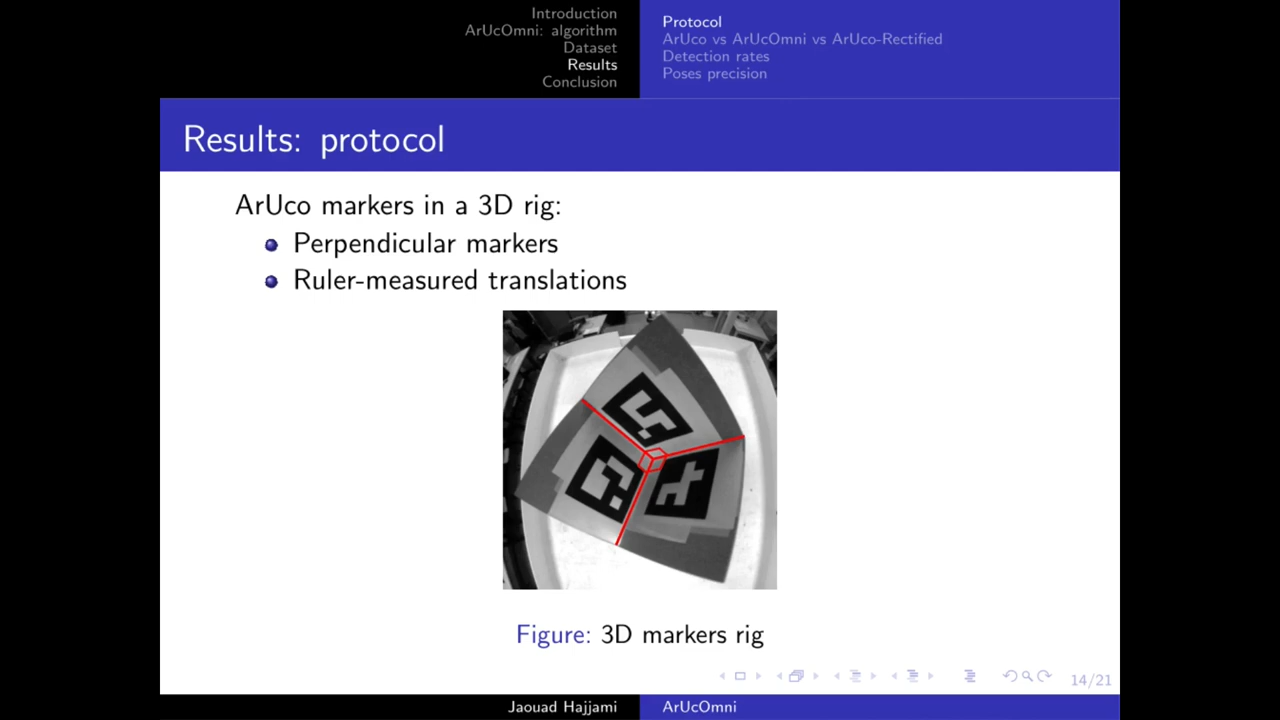 Introduction
ArUcOmni: algorithm
Dataset
Results
Conclusion
Protocol
ArUco vs ArUcOmni vs ArUco-Rectified
Detection rates
Poses precision
Results: protocol
ArUco markers in a 3D rig:
Perpendicular markers
Ruler-measured translations
Figure: 3D markers rig
14/21
Jaouad Hajjami
ArUcOmni